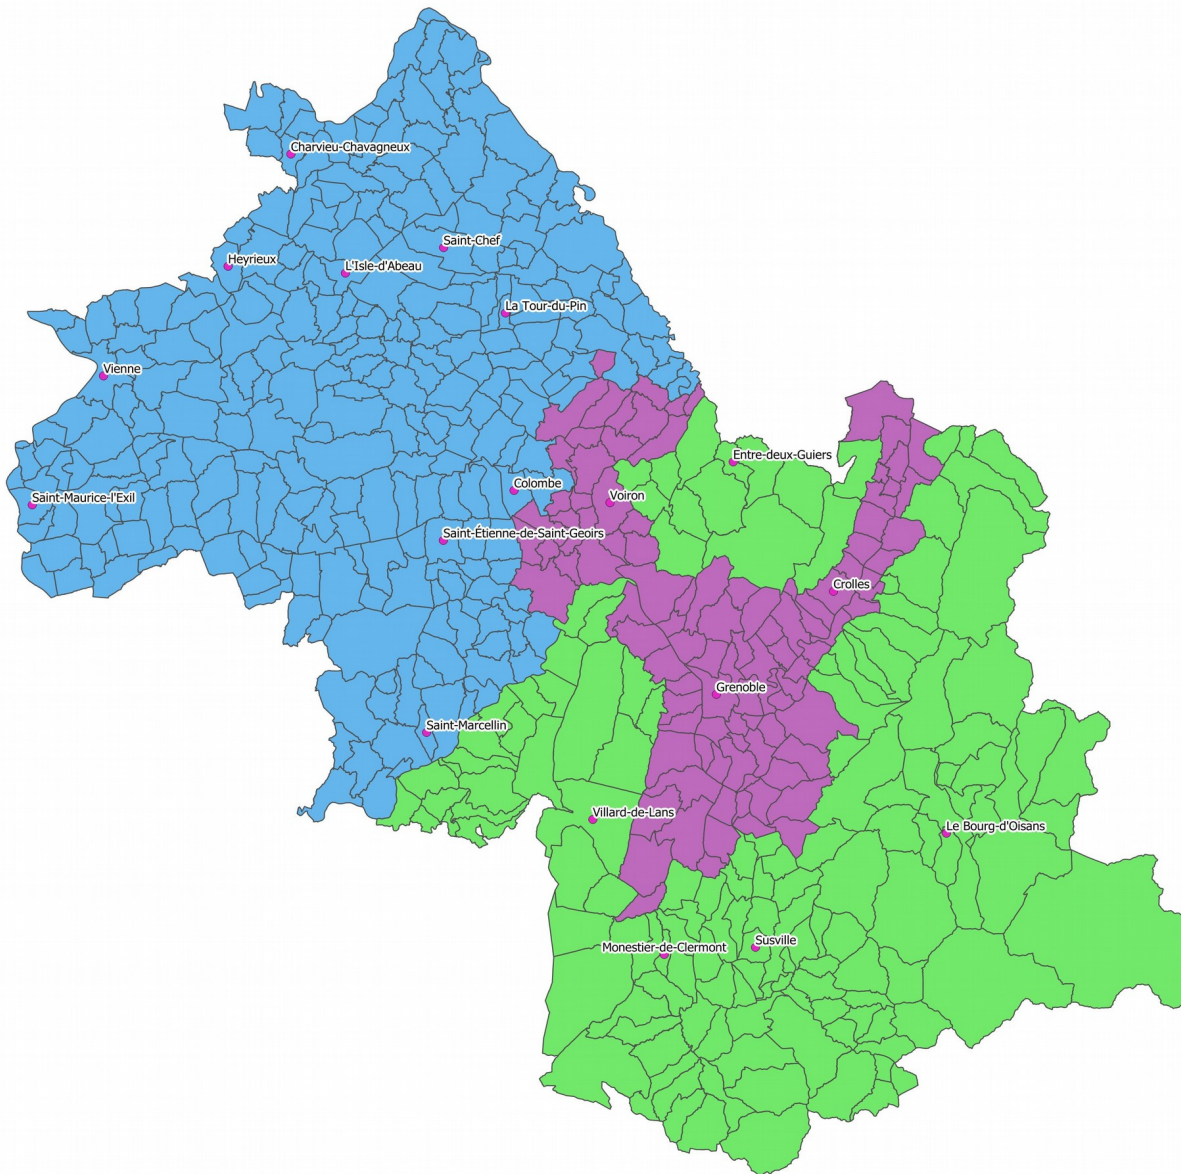 Charvieu-Chavagneux
Saint-Chef
Heyrieux
L'Isle-d'Abeau
La Tour-du-Pin
Vienne
Entre-deux-Guiers
Colombe
Voiron
Saint-Maurice-l'Exil
Saint-Étienne-de-Saint-Geoirs
Crolles
Grenoble
Saint-Marcellin
Villard-de-Lans
Le Bourg-d'Oisans
Susville
Monestier-de-Clermont